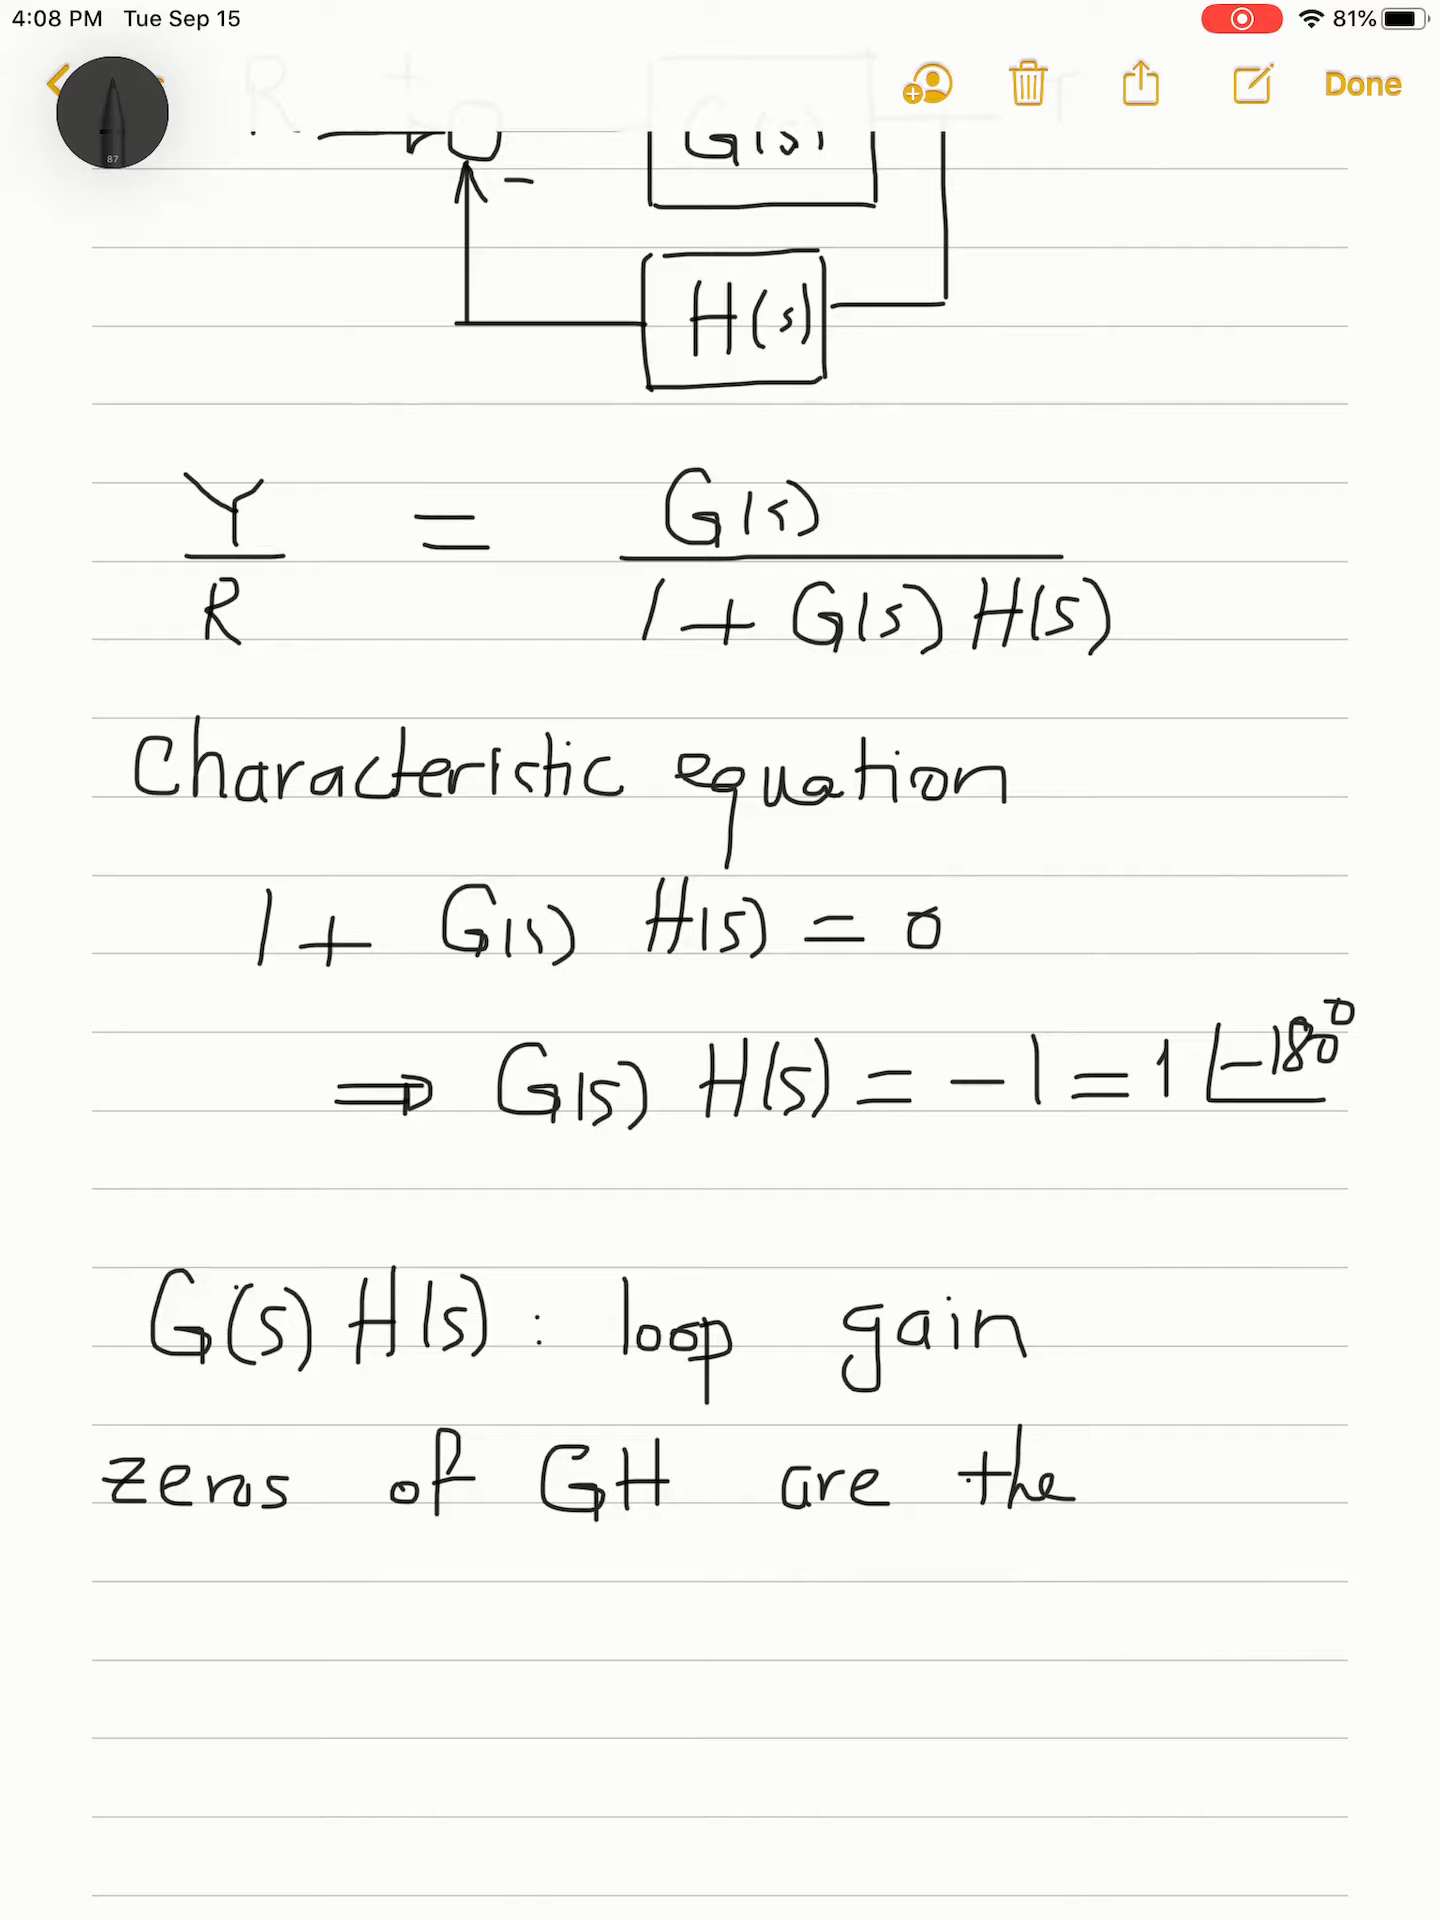 4:08 PM Tue Sep 15 81%
Done
87
R +
G(s)
-
H(s)
Y/R = G(s)/(1 + G(s) H(s))
Characteristic equation
1 + G(s) H(s) = 0
⇒ G(s) H(s) = -1 = 1 ∠-180°
G(s) H(s) : loop gain
zeros of GH are the